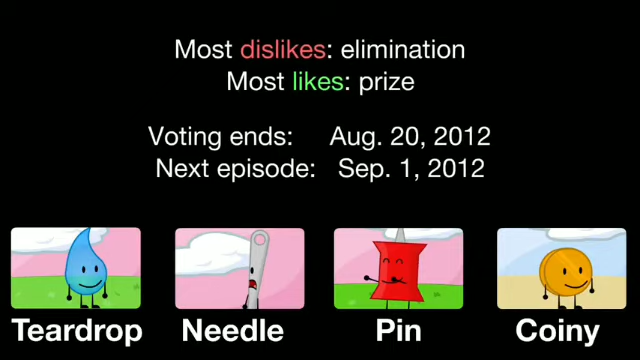 Most dislikes: elimination
Most likes: prize
Voting ends: Aug. 20, 2012
Next episode: Sep. 1, 2012
Teardrop Needle Pin Coiny